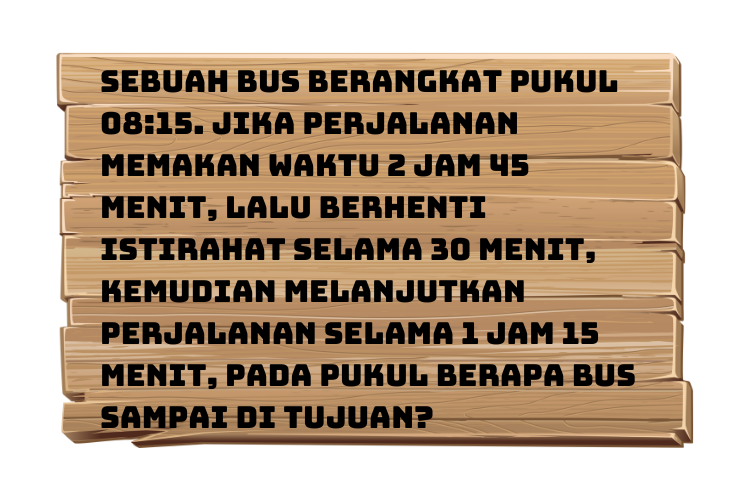 SEBUAH BUS BERANGKAT PUKUL
08:15. JIKA PERJALANAN
MEMAKAN WAKTU 2 JAM 45
MENIT, LALU BERHENTI
ISTIRAHAT SELAMA 30 MENIT,
KEMUDIAN MELANJUTKAN
PERJALANAN SELAMA 1 JAM 15
MENIT, PADA PUKUL BERAPA BUS
SAMPAI DI TUJUAN?